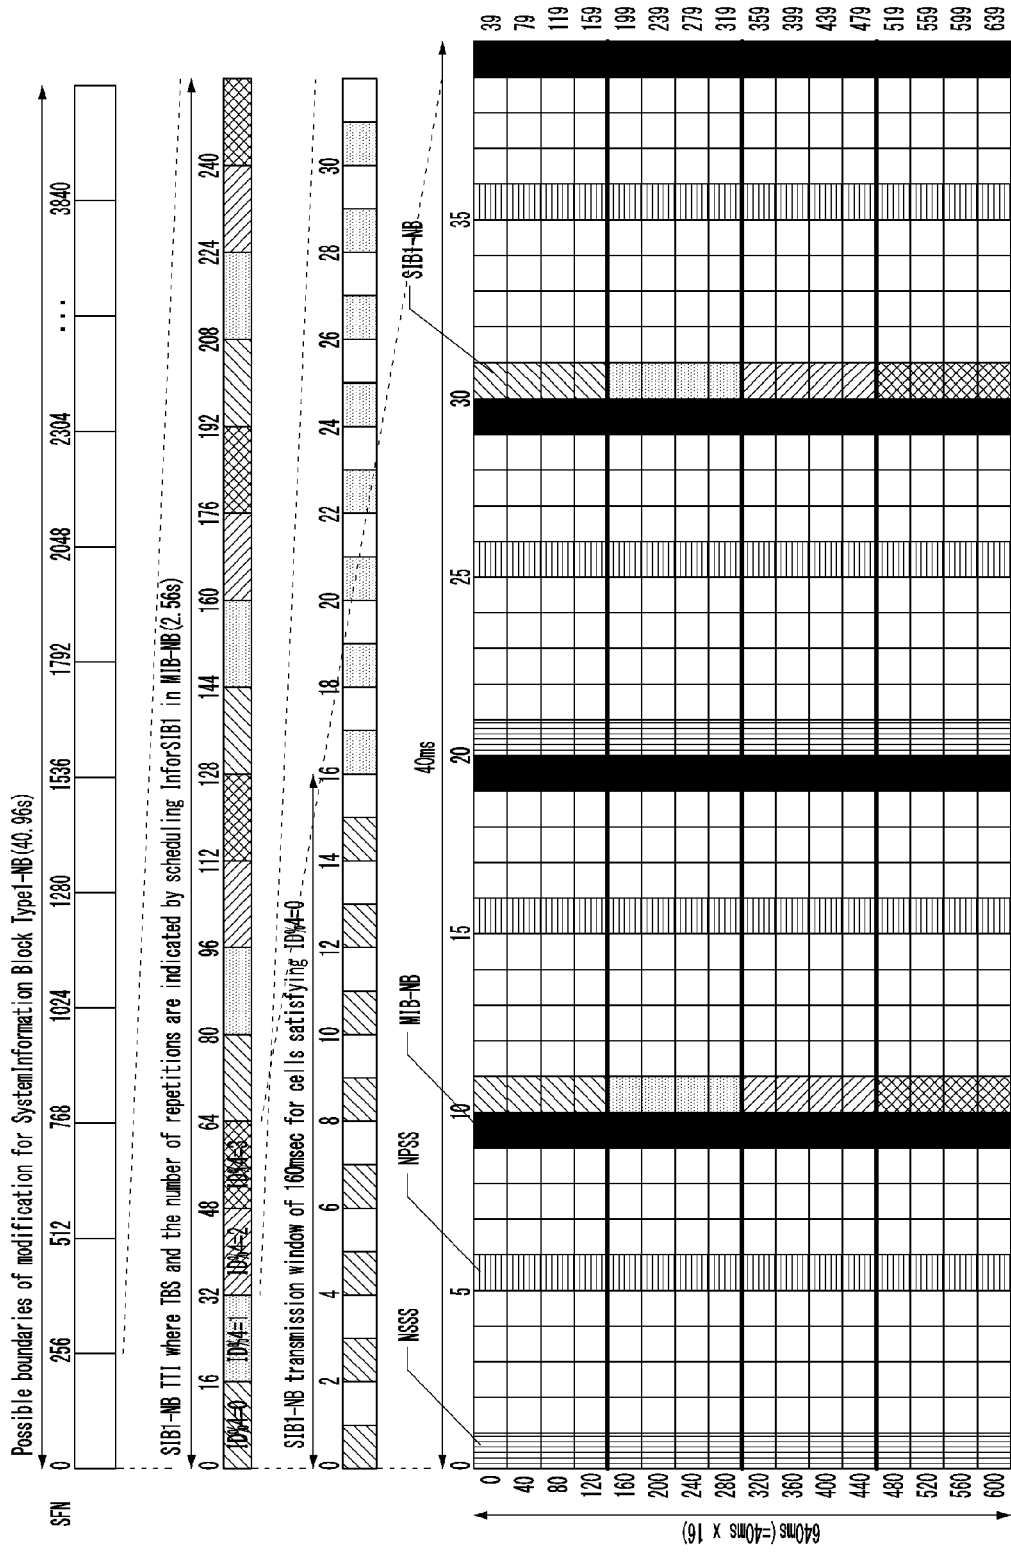 Possible boundaries of modification for SystemInformation Block Type1-NB(40.96s)
SFN
0 256 512 768 1024 1280 1536 1792 2048 2304 ... 3840
SIB1-NB TTI where TBS and the number of repetitions are indicated by scheduling InforSIB1 in MIB-NB(2.56s)
0 16 32 48 64 80 96 112 128 144 160 176 192 208 224 240
ID%4=0 ID%4=1 ID%4=2 ID%4=3
SIB1-NB transmission window of 160msec for cells satisfying ID%4=0
0 2 4 6 8 10 12 14 16 18 20 22 24 26 28 30
NSSS NPSS MIB-NB SIB1-NB
40ms
0 5 10 15 20 25 30 35
0 39
40 79
80 119
120 159
160 199
200 239
240 279
280 319
320 359
360 399
400 439
440 479
480 519
520 559
560 599
600 639
640ms(=40ms x 16)